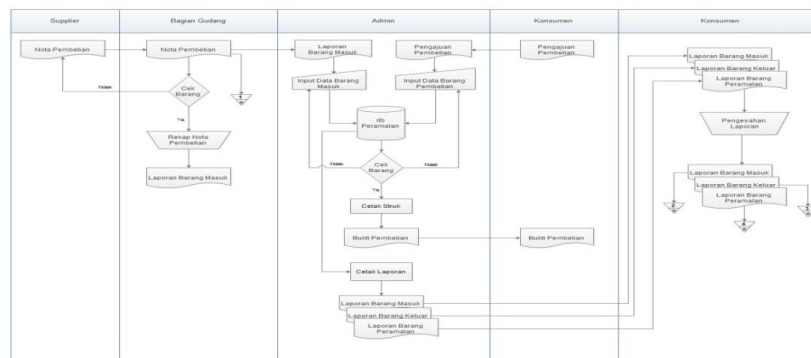 Supplier
Bagian Gudang
Admin
Konsumen
Konsumen
Nota Pembelian
Nota Pembelian
Laporan
Barang Masuk
Pengajuan
Pembelian
Pengajuan
Pembelian
Laporan Barang Masuk
Laporan Barang Keluar
Laporan Barang
Peramalan
Tidak
Cek
Barang
Input Data Barang
Masuk
Input Data Barang
Pembelian
Ya
db
Peramalan
Pengesahan
Laporan
Rekap Nota
Pembelian
Tidak
Cek
Barang
Tidak
Laporan Barang Masuk
Ya
Laporan Barang Masuk
Laporan Barang Keluar
Laporan Barang
Peramalan
Cetak Struk
Bukti Pembelian
Bukti Pembelian
Cetak Laporan
Laporan Barang Masuk
Laporan Barang Keluar
Laporan Barang
Peramalan